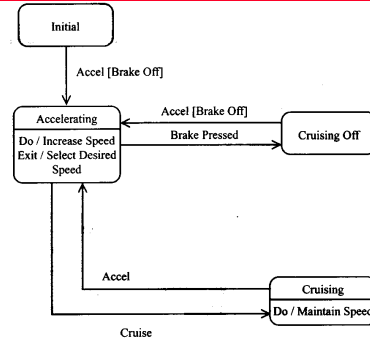 Initial
Accel [Brake Off]
Accelerating
Do / Increase Speed
Exit / Select Desired
Speed
Accel [Brake Off]
Brake Pressed
Cruising Off
Accel
Cruising
Do / Maintain Speed
Cruise